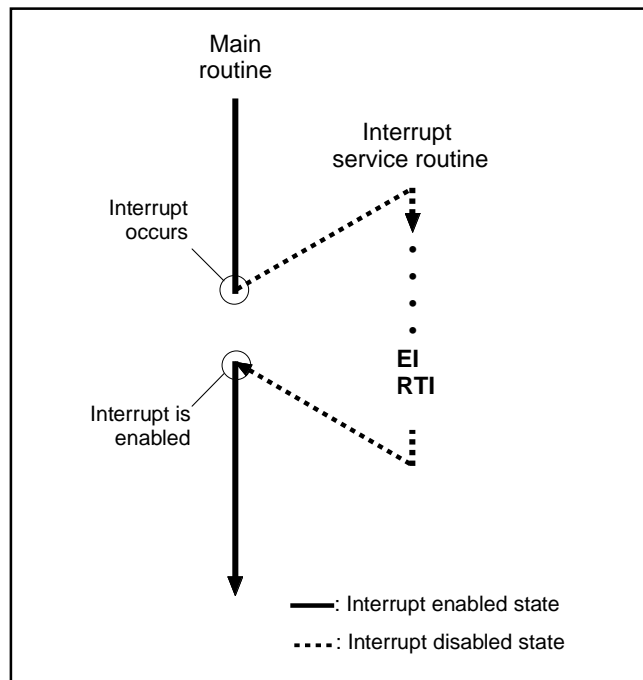 Main
routine
Interrupt
service routine
Interrupt
occurs
EI
RTI
Interrupt is
enabled
: Interrupt enabled state
: Interrupt disabled state